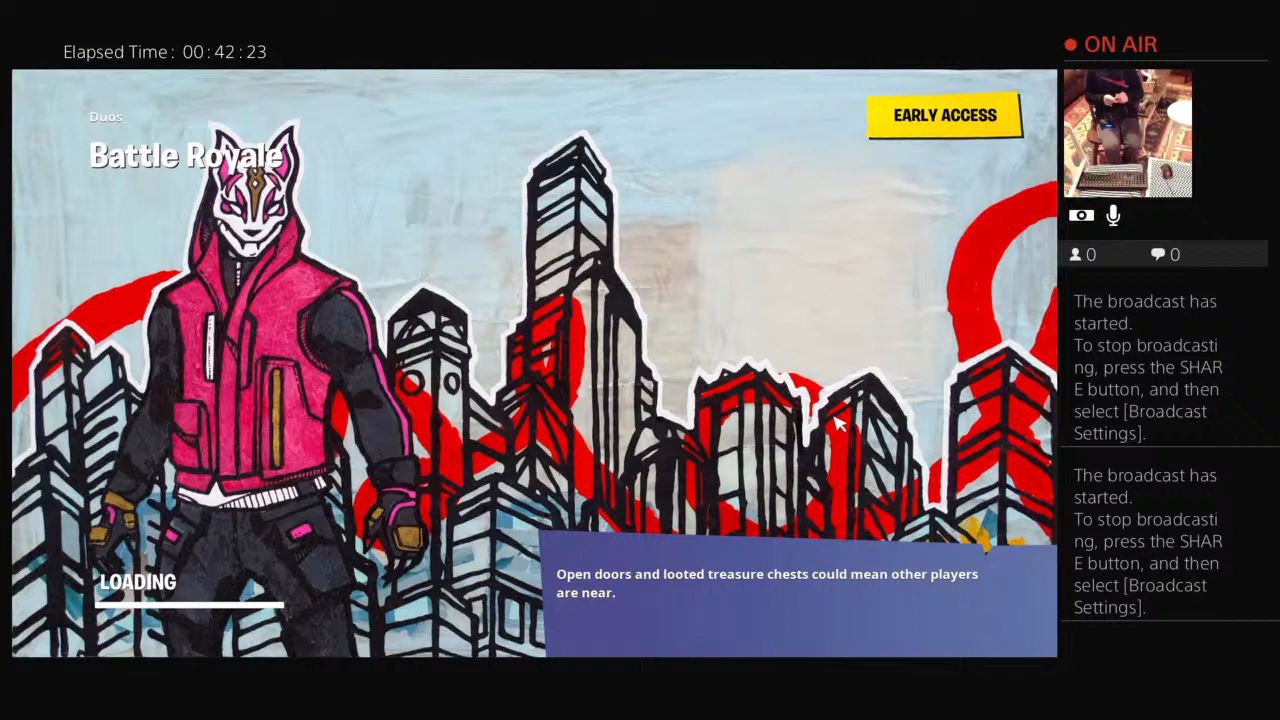 Elapsed Time: 00:42:23
ON AIR
Duos
Battle Royale
EARLY ACCESS
0 0
The broadcast has
started.
To stop broadcasti
ng, press the SHAR
E button, and then
select [Broadcast
Settings].
The broadcast has
started.
To stop broadcasti
ng, press the SHAR
E button, and then
select [Broadcast
Settings].
LOADING
Open doors and looted treasure chests could mean other players
are near.